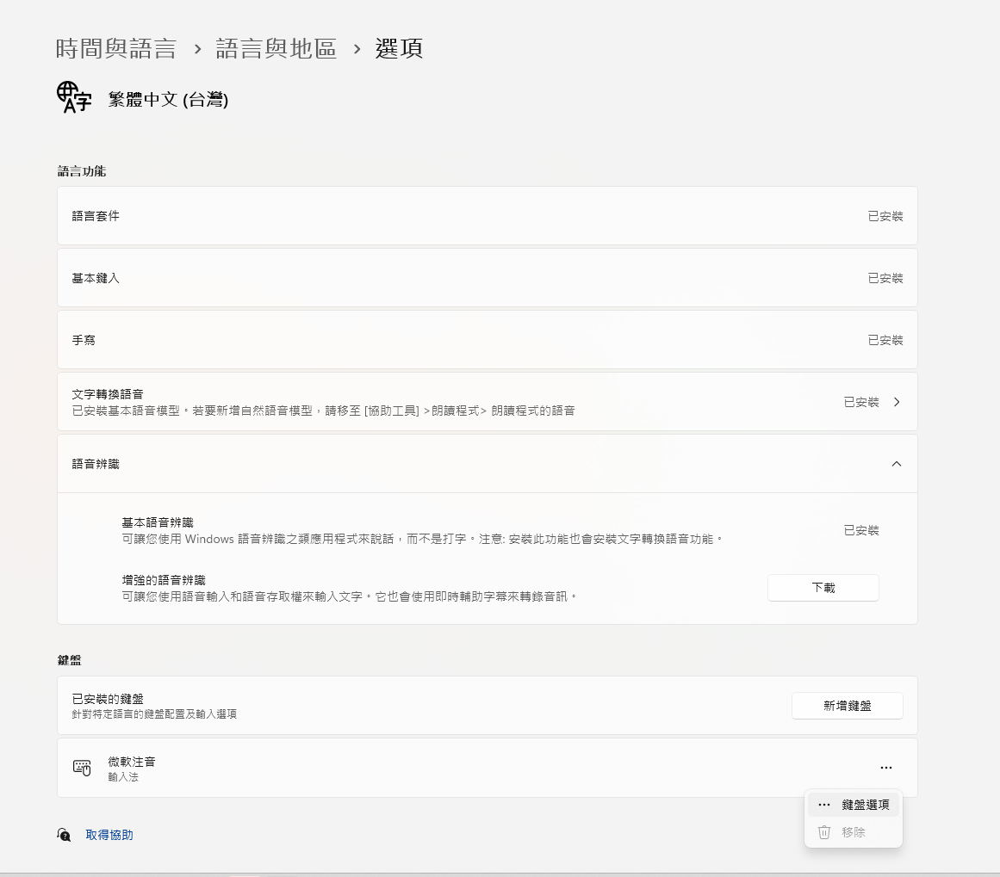 時間與語言 › 語言與地區 › 選項
繁體中文 (台灣)
語言功能
語言套件 已安裝
基本鍵入 已安裝
手寫 已安裝
文字轉換語音
已安裝基本語音模型。若要新增自然語音模型，請移至 [協助工具] >朗讀程式> 朗讀程式的語音 已安裝
語音辨識
基本語音辨識
可讓您使用 Windows 語音辨識之類應用程式來說話，而不是打字。注意: 安裝此功能也會安裝文字轉換語音功能。 已安裝
增強的語音辨識
可讓您使用語音輸入和語音存取權來輸入文字。它也會使用即時輔助字幕來轉錄音訊。 下載
鍵盤
已安裝的鍵盤
針對特定語言的鍵盤配置及輸入選項 新增鍵盤
微軟注音
輸入法
鍵盤選項
移除
取得協助